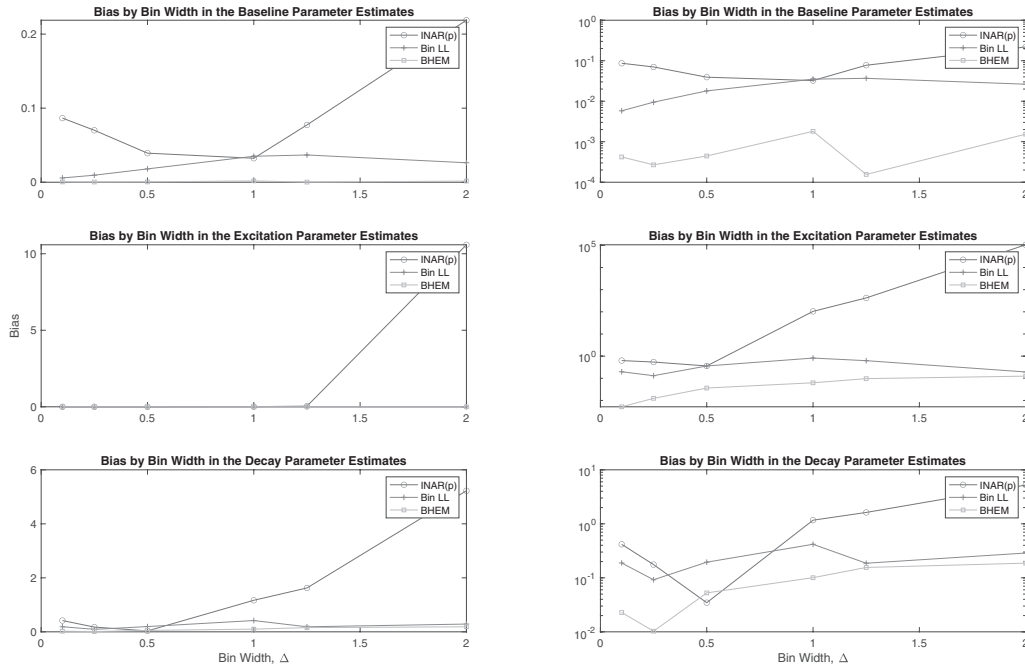 Bias by Bin Width in the Baseline Parameter Estimates
0.2
0.1
0
0 0.5 1 1.5 2
INAR(p)
Bin LL
BHEM
Bias by Bin Width in the Baseline Parameter Estimates
10^0
10^-1
10^-2
10^-3
10^-4
0 0.5 1 1.5 2
INAR(p)
Bin LL
BHEM
Bias by Bin Width in the Excitation Parameter Estimates
Bias
10
5
0
0 0.5 1 1.5 2
INAR(p)
Bin LL
BHEM
Bias by Bin Width in the Excitation Parameter Estimates
10^5
10^0
0 0.5 1 1.5 2
INAR(p)
Bin LL
BHEM
Bias by Bin Width in the Decay Parameter Estimates
6
4
2
0
0 0.5 1 1.5 2
Bin Width, Δ
INAR(p)
Bin LL
BHEM
Bias by Bin Width in the Decay Parameter Estimates
10^1
10^0
10^-1
10^-2
0 0.5 1 1.5 2
Bin Width, Δ
INAR(p)
Bin LL
BHEM